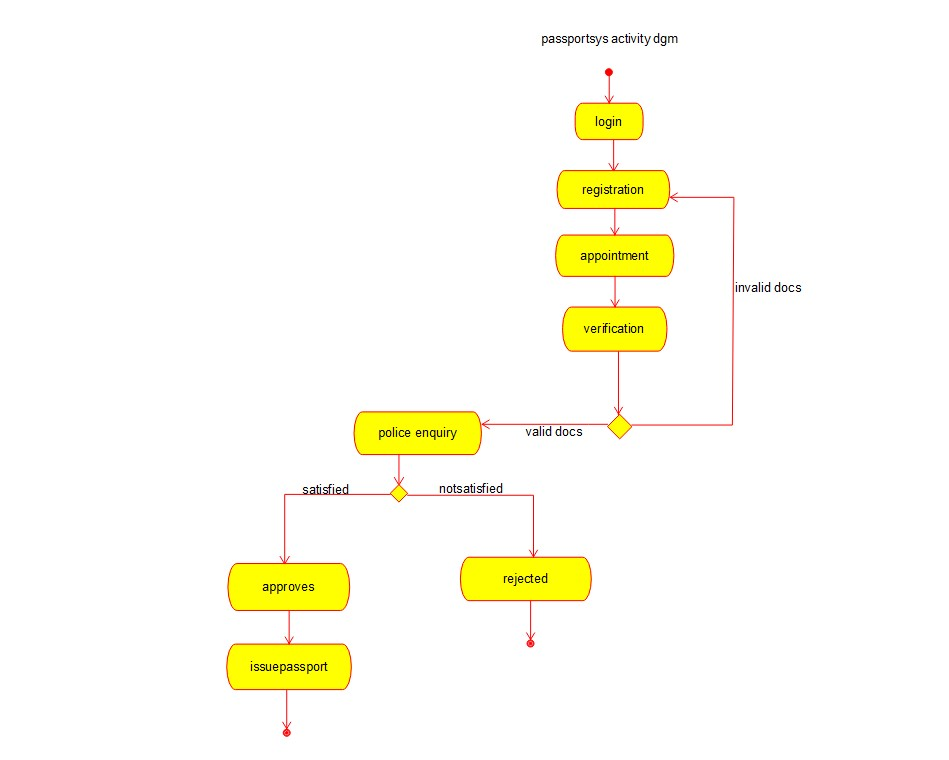 passportsys activity dgm
login
registration
appointment
invalid docs
verification
police enquiry
valid docs
satisfied
notsatisfied
approves
rejected
issuepassport